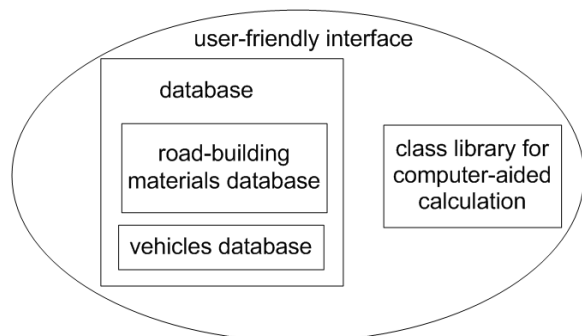 user-friendly interface
database
road-building
materials database
vehicles database
class library for
computer-aided
calculation